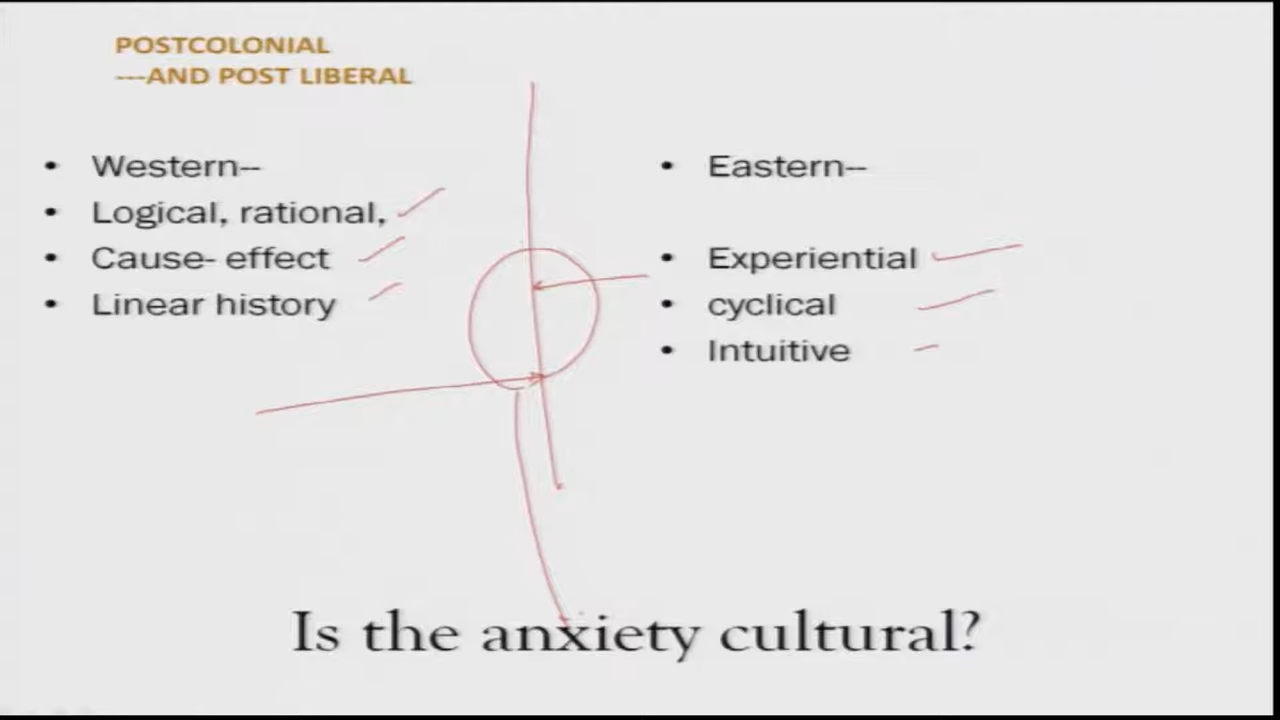 POSTCOLONIAL
---AND POST LIBERAL
• Western--
• Logical, rational,
• Cause- effect
• Linear history
• Eastern--
• Experiential
• cyclical
• Intuitive
Is the anxiety cultural?